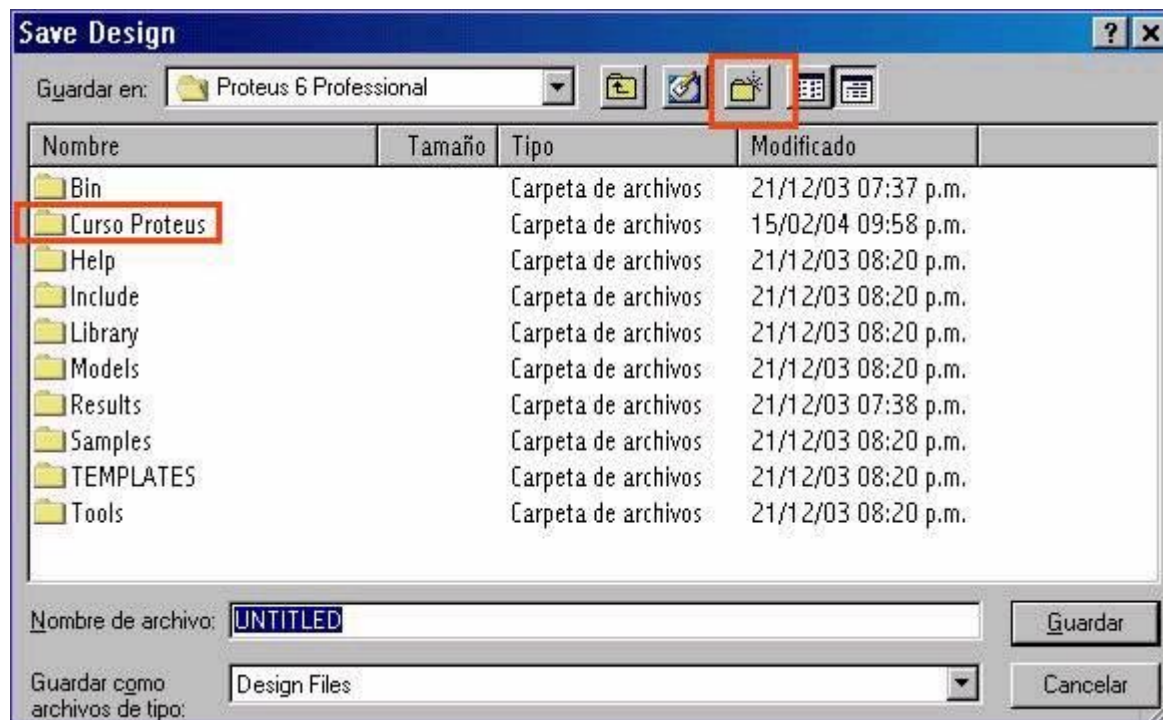 Save Design
Guardar en: Proteus 6 Professional
Nombre Tamaño Tipo Modificado
Bin Carpeta de archivos 21/12/03 07:37 p.m.
Curso Proteus Carpeta de archivos 15/02/04 09:58 p.m.
Help Carpeta de archivos 21/12/03 08:20 p.m.
Include Carpeta de archivos 21/12/03 08:20 p.m.
Library Carpeta de archivos 21/12/03 08:20 p.m.
Models Carpeta de archivos 21/12/03 08:20 p.m.
Results Carpeta de archivos 21/12/03 07:38 p.m.
Samples Carpeta de archivos 21/12/03 08:20 p.m.
TEMPLATES Carpeta de archivos 21/12/03 08:20 p.m.
Tools Carpeta de archivos 21/12/03 08:20 p.m.
Nombre de archivo: UNTITLED Guardar
Guardar como
archivos de tipo: Design Files Cancelar